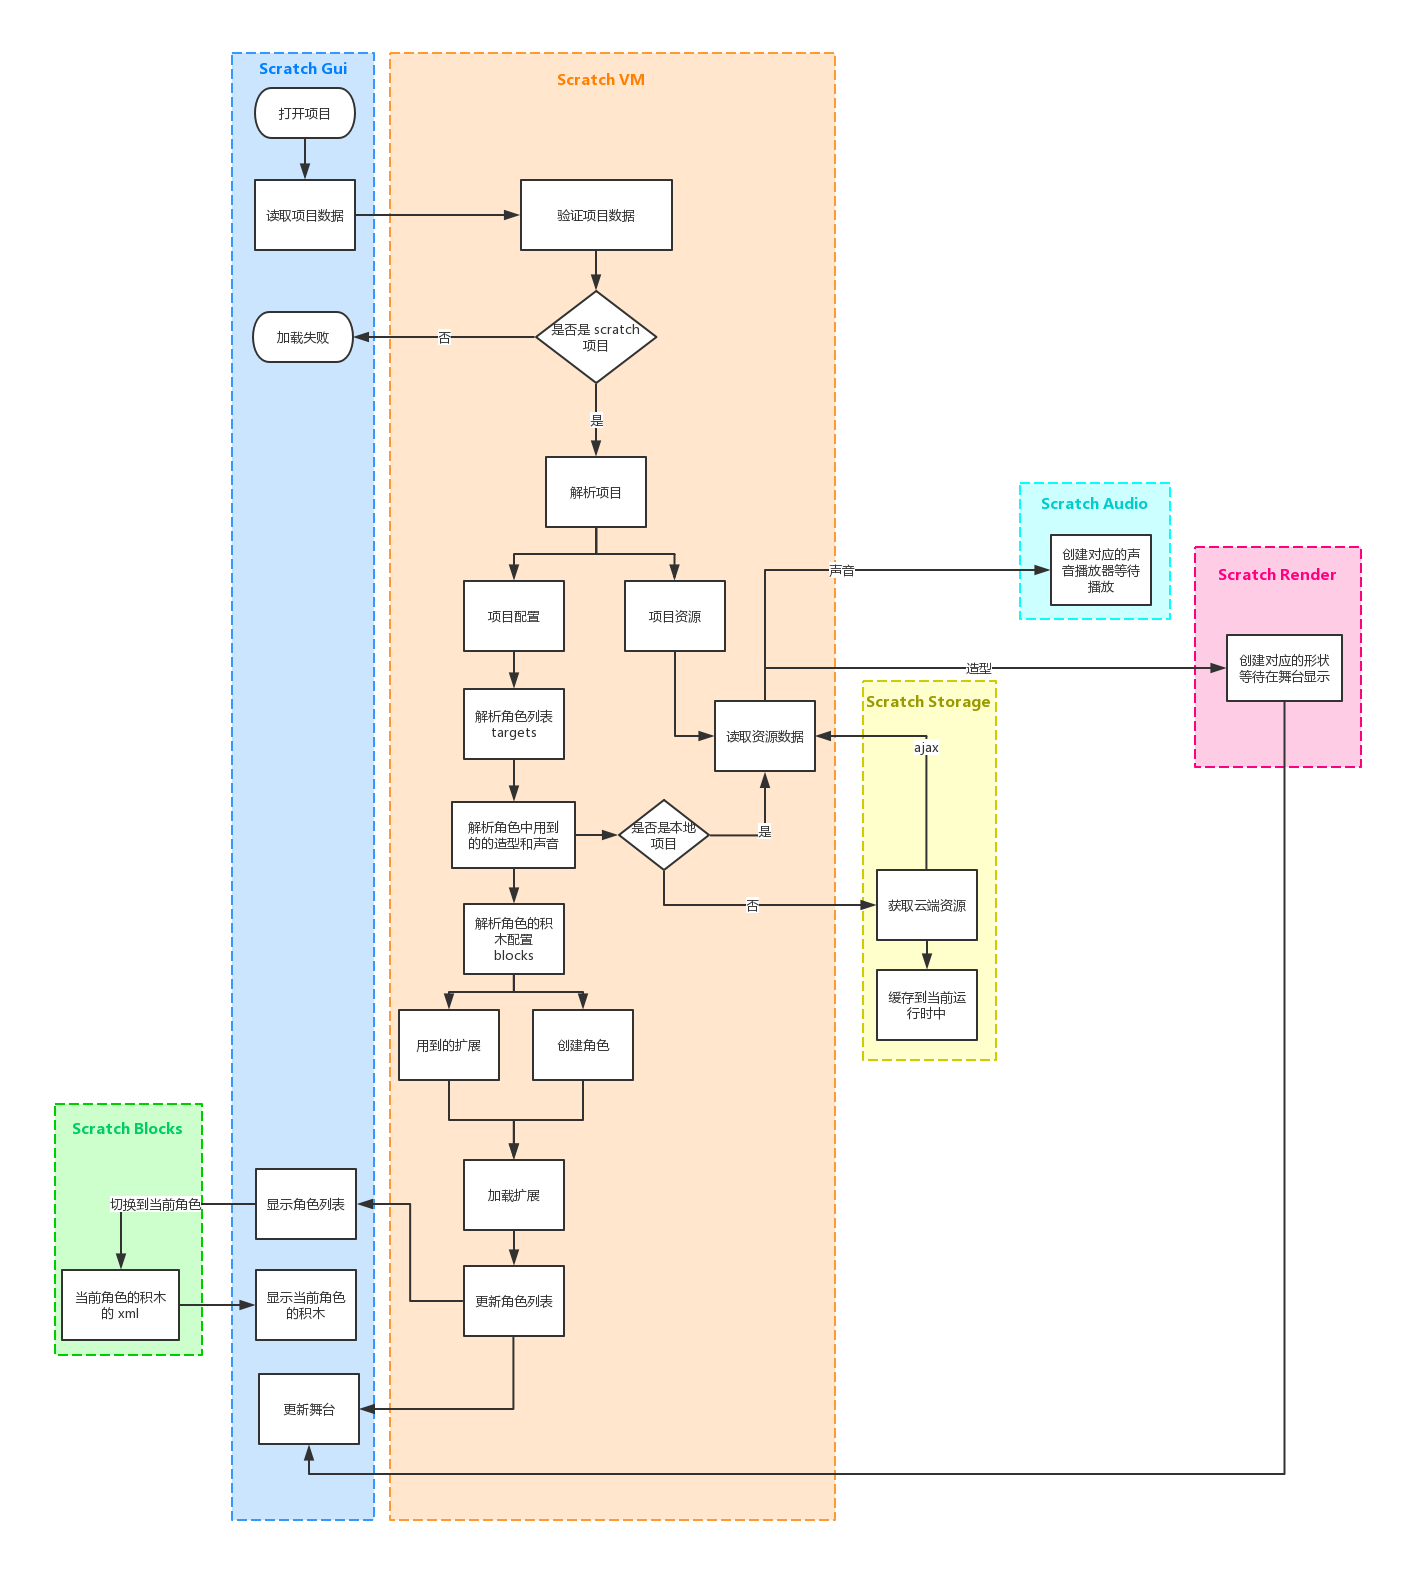 Scratch Gui
Scratch VM
打开项目
读取项目数据
验证项目数据
是否是 scratch
项目
否
加载失败
是
解析项目
Scratch Audio
创建对应的声
音播放器等待
播放
声音
Scratch Render
创建对应的形状
等待在舞台显示
造型
项目配置
项目资源
解析角色列表
targets
读取资源数据
Scratch Storage
ajax
解析角色中用到
的的造型和声音
是否是本地
项目
是
否
获取云端资源
解析角色的积
木配置
blocks
缓存到当前运
行时中
用到的扩展
创建角色
Scratch Blocks
加载扩展
显示角色列表
切换到当前角色
当前角色的积木
的 xml
显示当前角色
的积木
更新角色列表
更新舞台